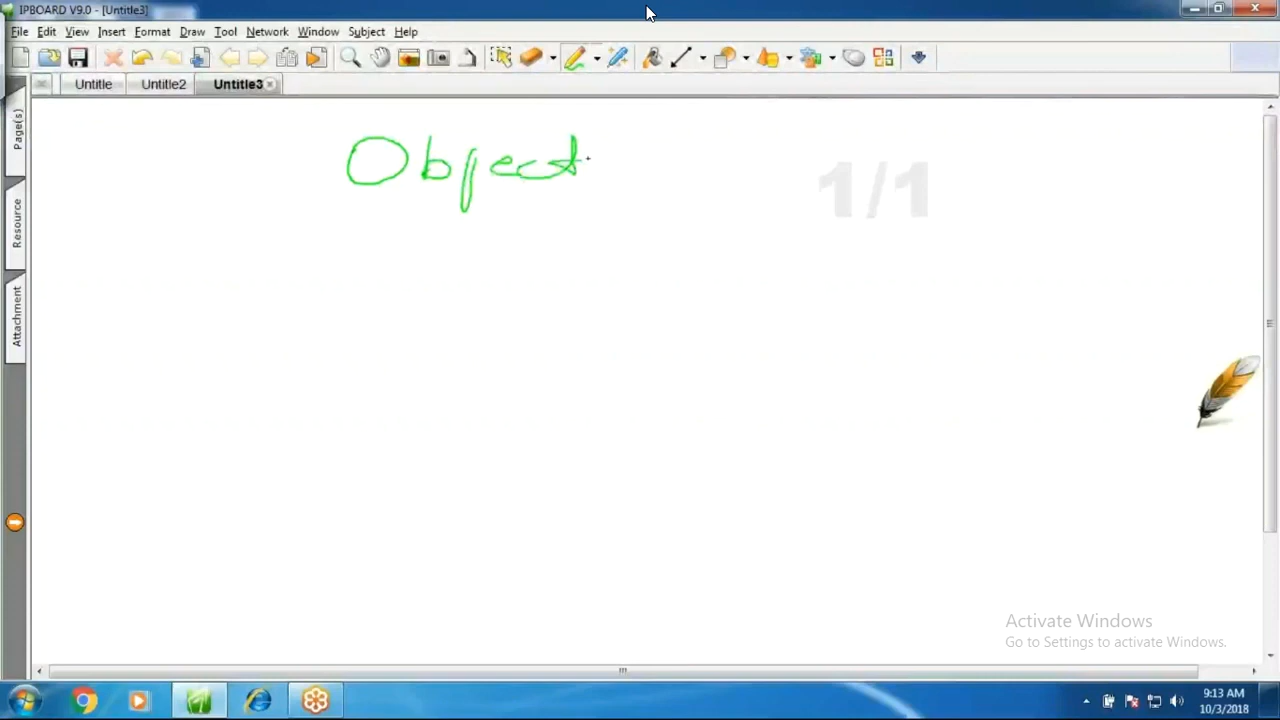 IPBOARD V9.0 - [Untitle3]
File Edit View Insert Format Draw Tool Network Window Subject Help
Untitle Untitle2 Untitle3
Page(s)
Resource
Attachment
Object
1/1
Activate Windows
Go to Settings to activate Windows.
9:13 AM
10/3/2018